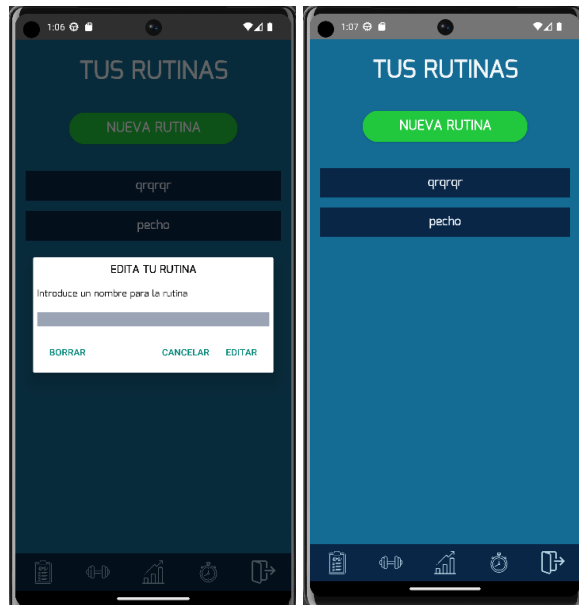 1:06
TUS RUTINAS
NUEVA RUTINA
qrqrqr
pecho
EDITA TU RUTINA
Introduce un nombre para la rutina
BORRAR CANCELAR EDITAR
1:07
TUS RUTINAS
NUEVA RUTINA
qrqrqr
pecho